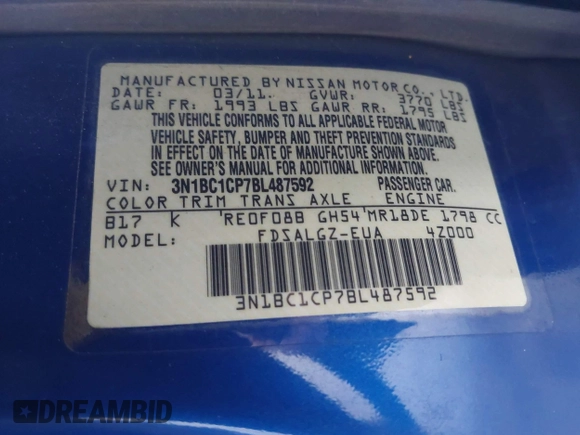 MANUFACTURED BY NISSAN MOTOR CO., LTD.
DATE: 03/11. GVWR: 3770 LBS
GAWR FR: 1993 LBS GAWR RR: 1795 LBS
THIS VEHICLE CONFORMS TO ALL APPLICABLE FEDERAL MOTOR
VEHICLE SAFETY, BUMPER AND THEFT PREVENTION STANDARDS
IN EFFECT ON THE DATE OF MANUFACTURE SHOWN ABOVE.
SEE OWNER'S MANUAL FOR ADDITIONAL INFORMATION.
VIN: 3N1BC1CP7BL487592 PASSENGER CAR.
COLOR TRIM TRANS AXLE ENGINE
B17 K RE0F08B GH54 MR18DE 1798 CC
MODEL: FDSALGZ-EUA 4Z000
3N1BC1CP7BL487592
DREAMBID